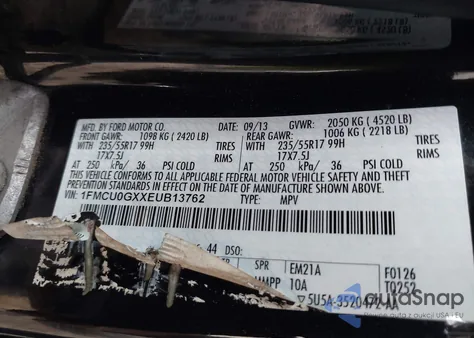 MFD. BY FORD MOTOR CO.
DATE: 09/13 GVWR: 2050 KG ( 4520 LB)
FRONT GAWR: 1098 KG ( 2420 LB) REAR GAWR: 1006 KG ( 2218 LB)
WITH 235/55R17 99H TIRES WITH 235/55R17 99H TIRES
17X7.5J RIMS 17X7.5J RIMS
AT 250 kPa/ 36 PSI COLD AT 250 kPa/ 36 PSI COLD
THIS VEHICLE CONFORMS TO ALL APPLICABLE FEDERAL MOTOR VEHICLE SAFETY AND THEFT
PREVENTION STANDARDS IN EFFECT ON THE DATE OF MANUFACTURE SHOWN ABOVE.
VIN: 1FMCU0GXXEUB13762 TYPE: MPV
44 DSO:
SPR EM21A F0126
10A T0252
5U5A-3520472-AA
autoSnap